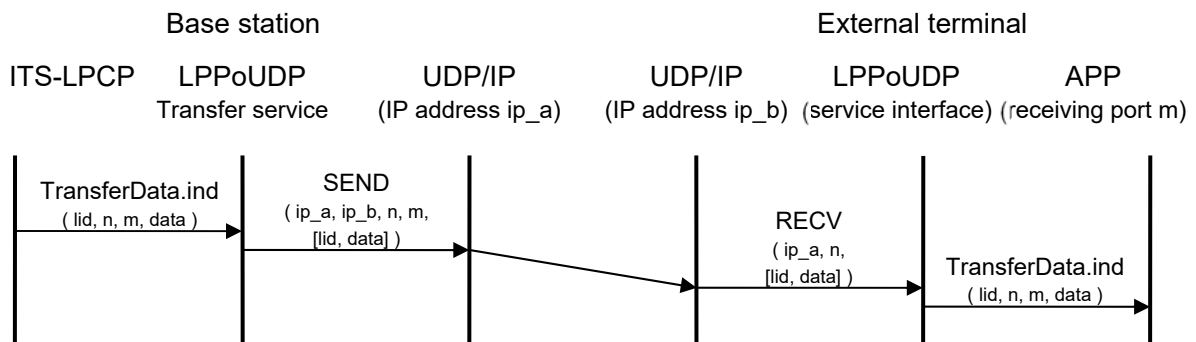 Base station
External terminal
ITS-LPCP
LPPoUDP
Transfer service
UDP/IP
(IP address ip_a)
UDP/IP
(IP address ip_b)
LPPoUDP
(service interface)
APP
(receiving port m)
TransferData.ind
( lid, n, m, data )
SEND
( ip_a, ip_b, n, m,
[lid, data] )
RECV
( ip_a, n,
[lid, data] )
TransferData.ind
( lid, n, m, data )